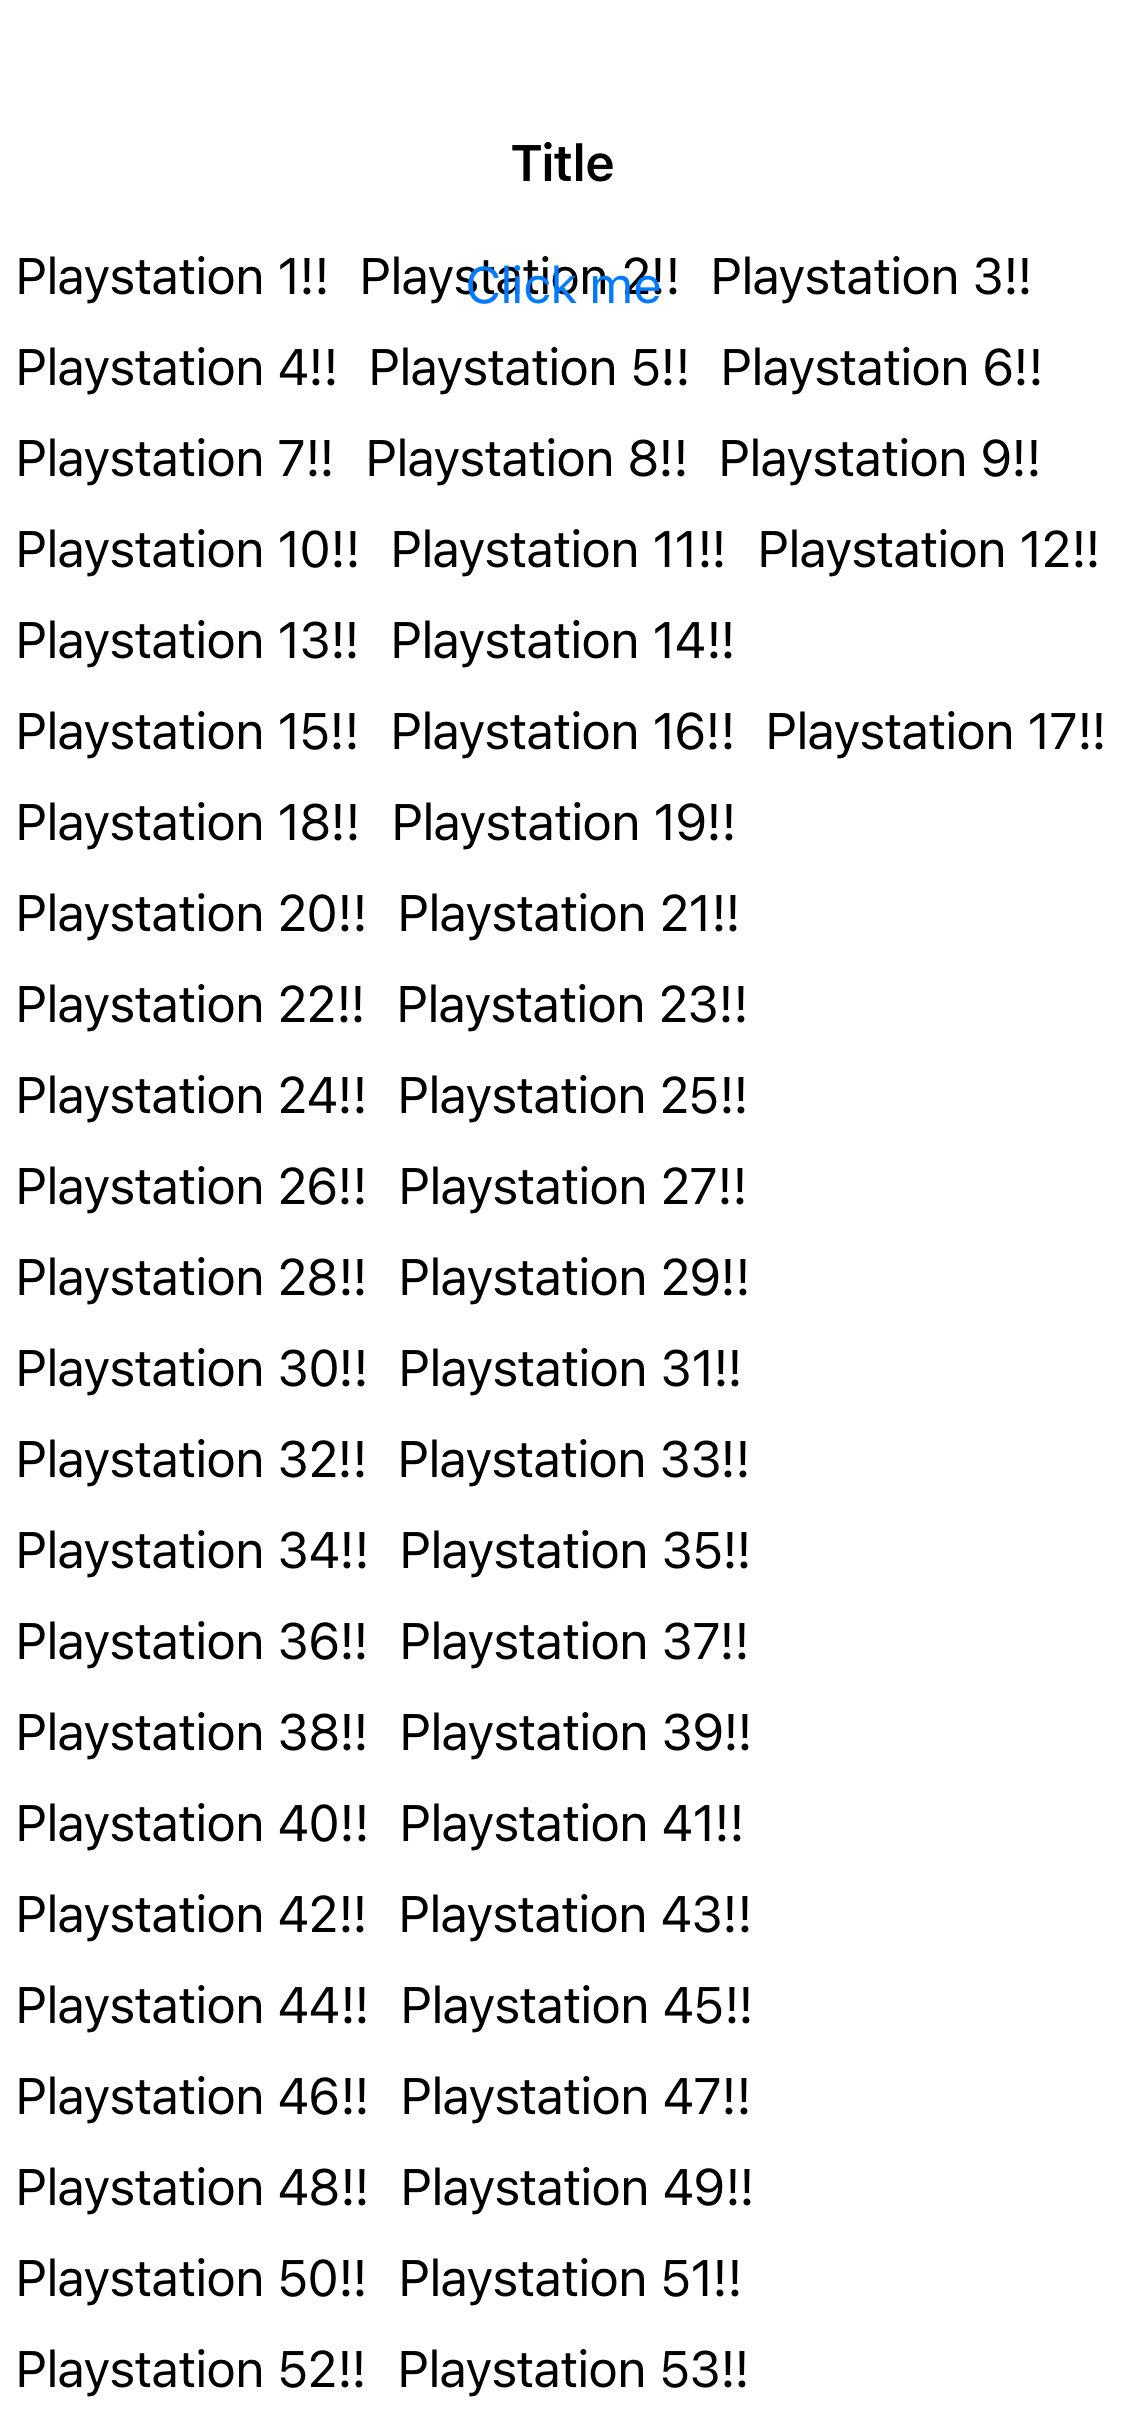 Title
Playstation 1!! Playstation 2!! Playstation 3!!
Click me
Playstation 4!! Playstation 5!! Playstation 6!!
Playstation 7!! Playstation 8!! Playstation 9!!
Playstation 10!! Playstation 11!! Playstation 12!!
Playstation 13!! Playstation 14!!
Playstation 15!! Playstation 16!! Playstation 17!!
Playstation 18!! Playstation 19!!
Playstation 20!! Playstation 21!!
Playstation 22!! Playstation 23!!
Playstation 24!! Playstation 25!!
Playstation 26!! Playstation 27!!
Playstation 28!! Playstation 29!!
Playstation 30!! Playstation 31!!
Playstation 32!! Playstation 33!!
Playstation 34!! Playstation 35!!
Playstation 36!! Playstation 37!!
Playstation 38!! Playstation 39!!
Playstation 40!! Playstation 41!!
Playstation 42!! Playstation 43!!
Playstation 44!! Playstation 45!!
Playstation 46!! Playstation 47!!
Playstation 48!! Playstation 49!!
Playstation 50!! Playstation 51!!
Playstation 52!! Playstation 53!!